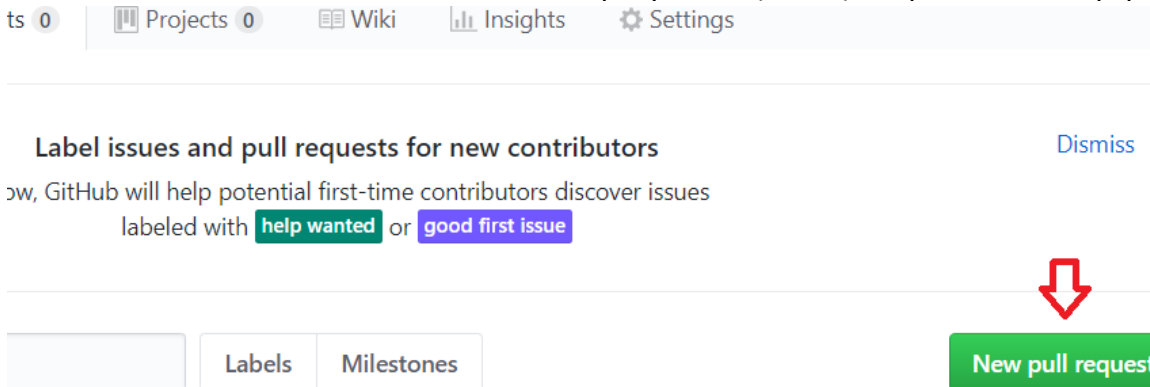 ts 0 Projects 0 Wiki Insights Settings
Label issues and pull requests for new contributors
Dismiss
ow, GitHub will help potential first-time contributors discover issues
labeled with help wanted or good first issue
Labels Milestones
New pull request